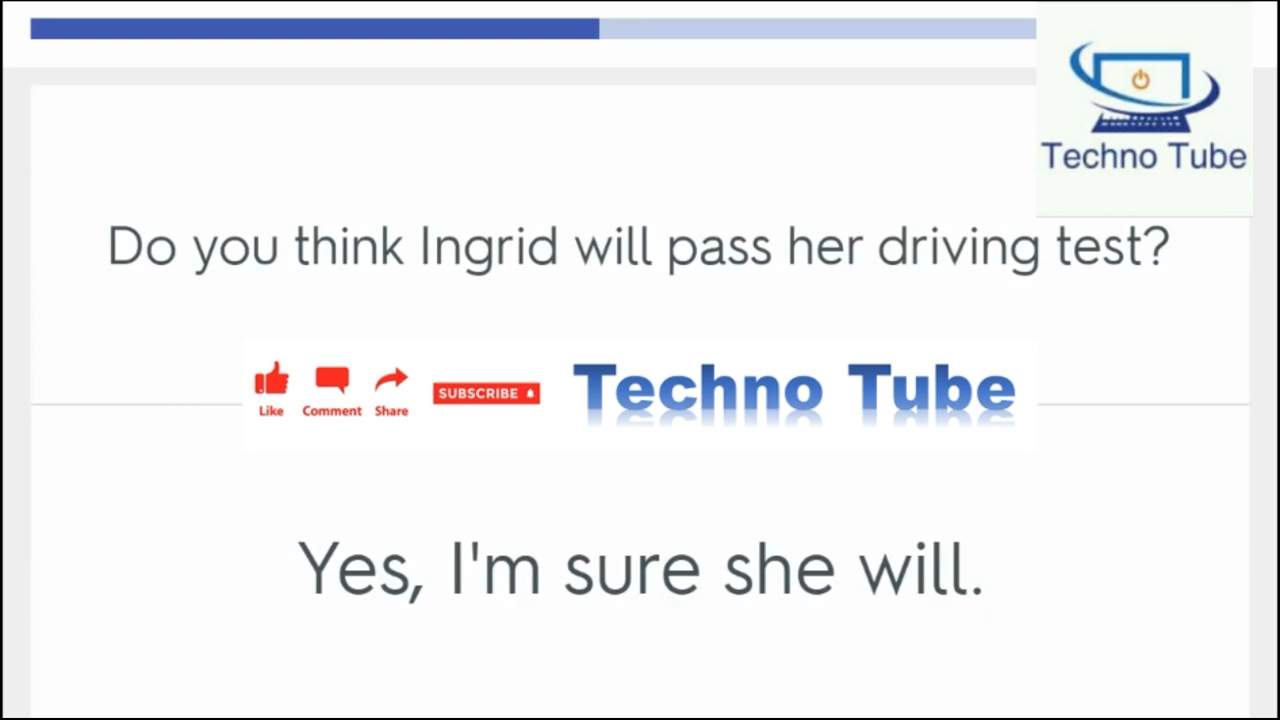 Techno Tube
Do you think Ingrid will pass her driving test?
Like Comment Share SUBSCRIBE Techno Tube
Yes, I'm sure she will.